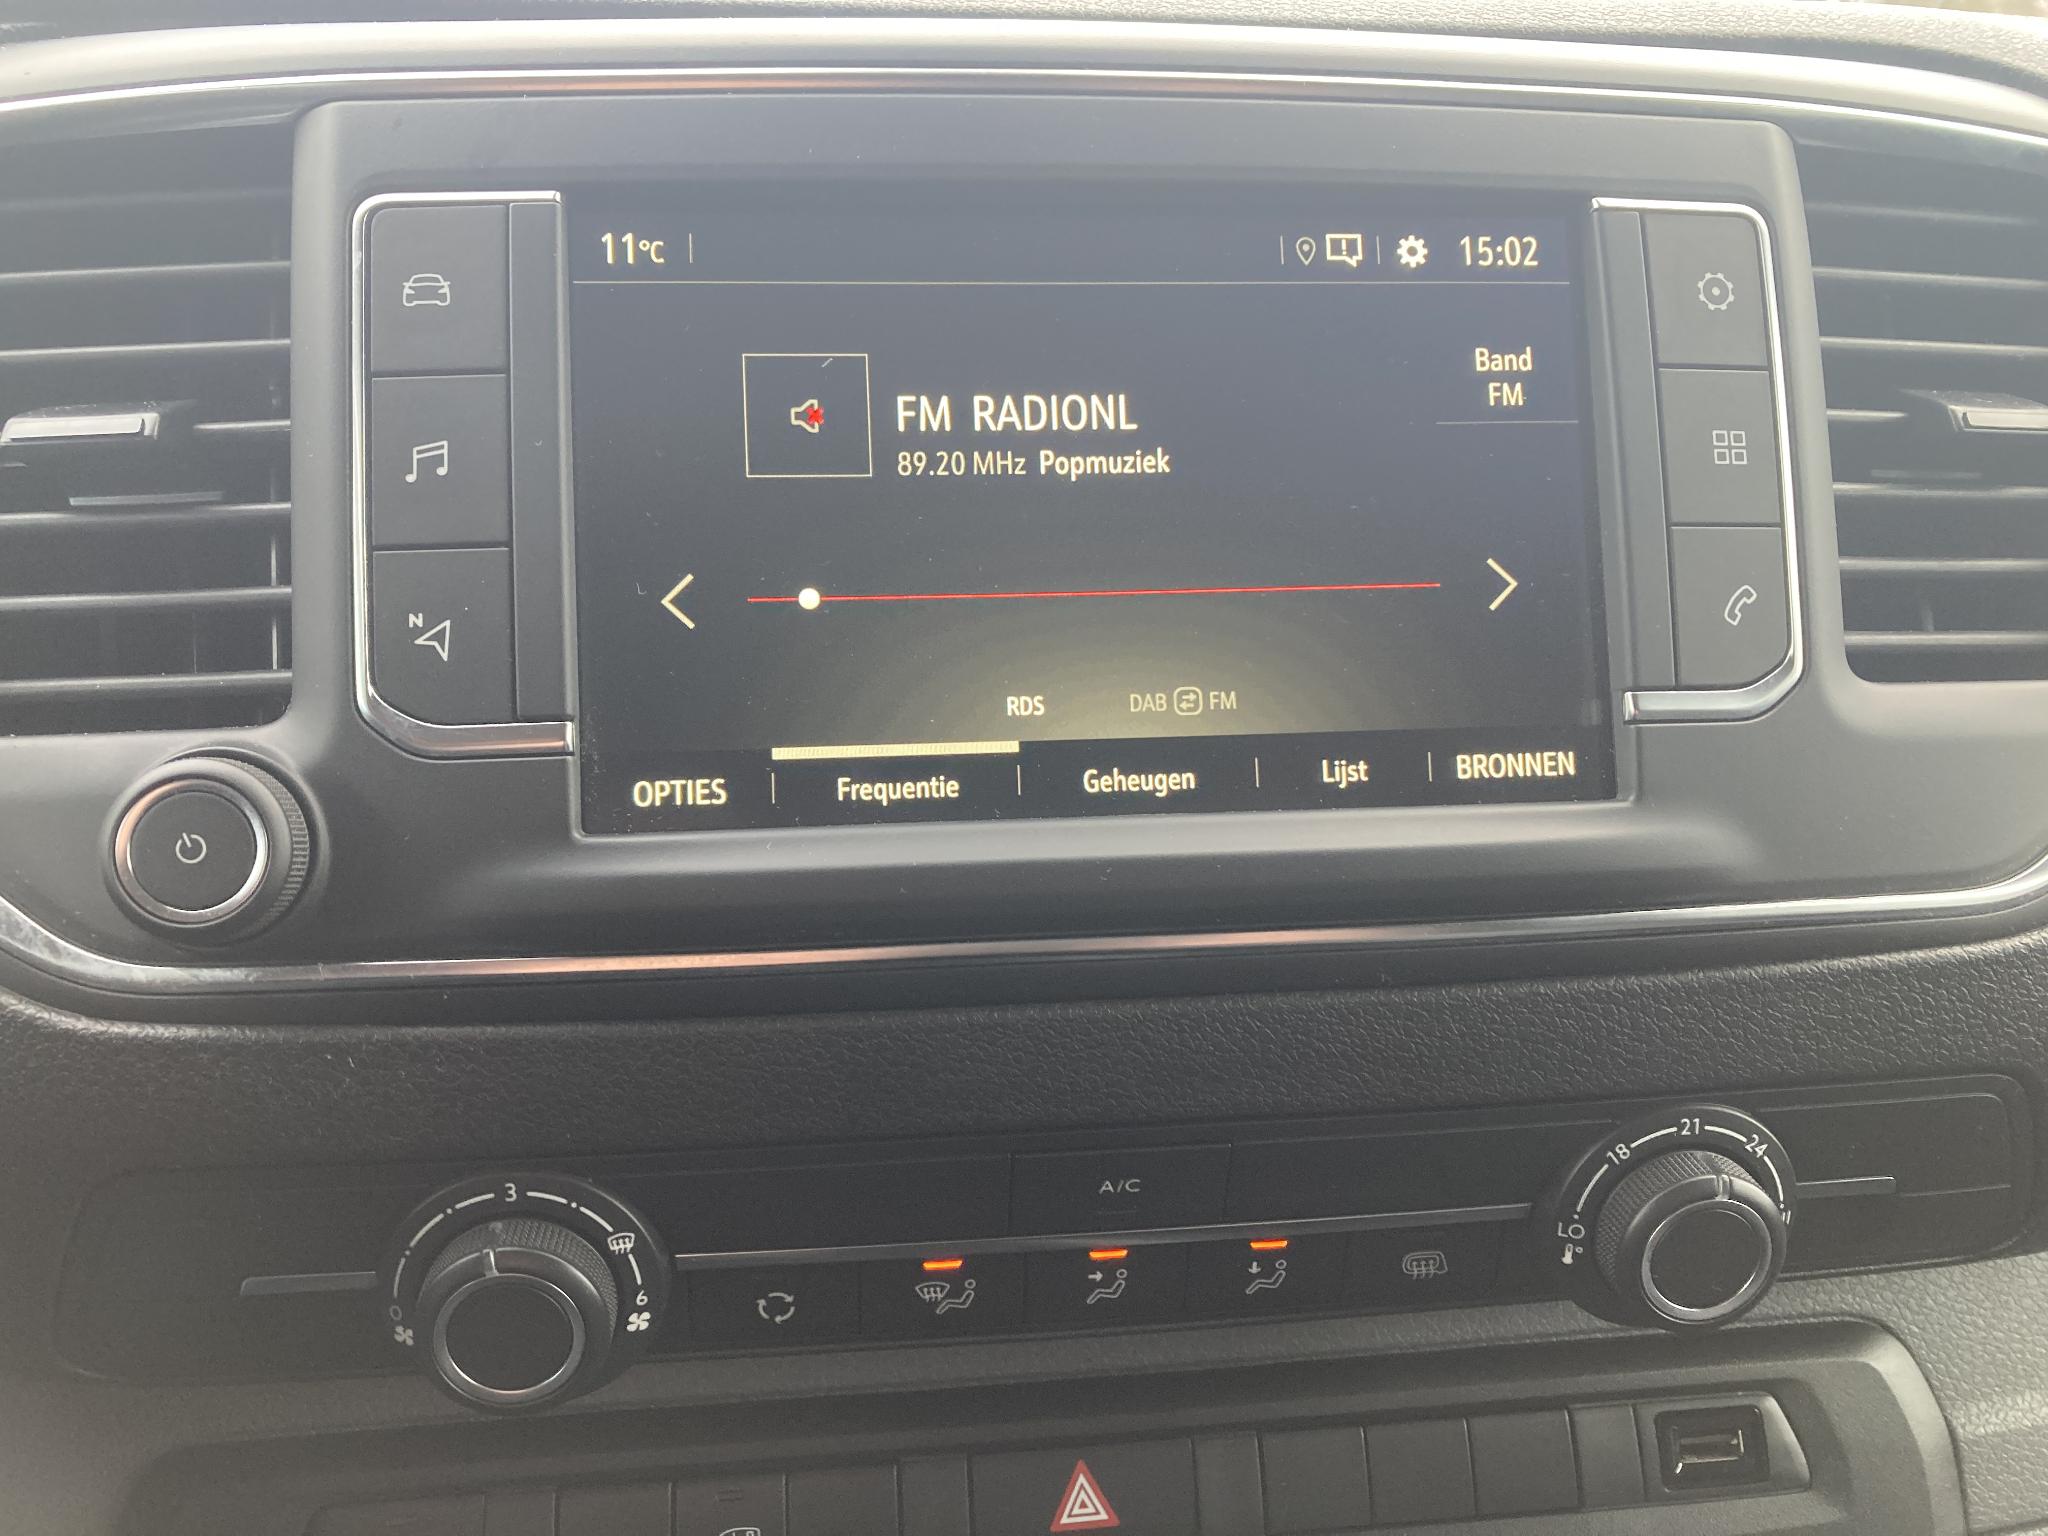 11°C
15:02
Band
FM
FM RADIONL
89.20 MHz Popmuziek
N
RDS
DAB FM
OPTIES
Frequentie
Geheugen
Lijst
BRONNEN
A/C
0
3
6
LO
18
21
24